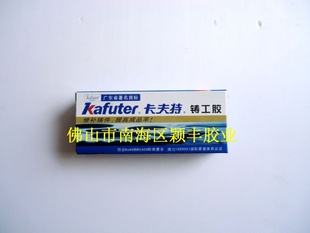 广东省著名商标
Kafuter 卡夫特® 铸工胶
修补铸件,提高成品率!
佛山市南海区颖丰胶业